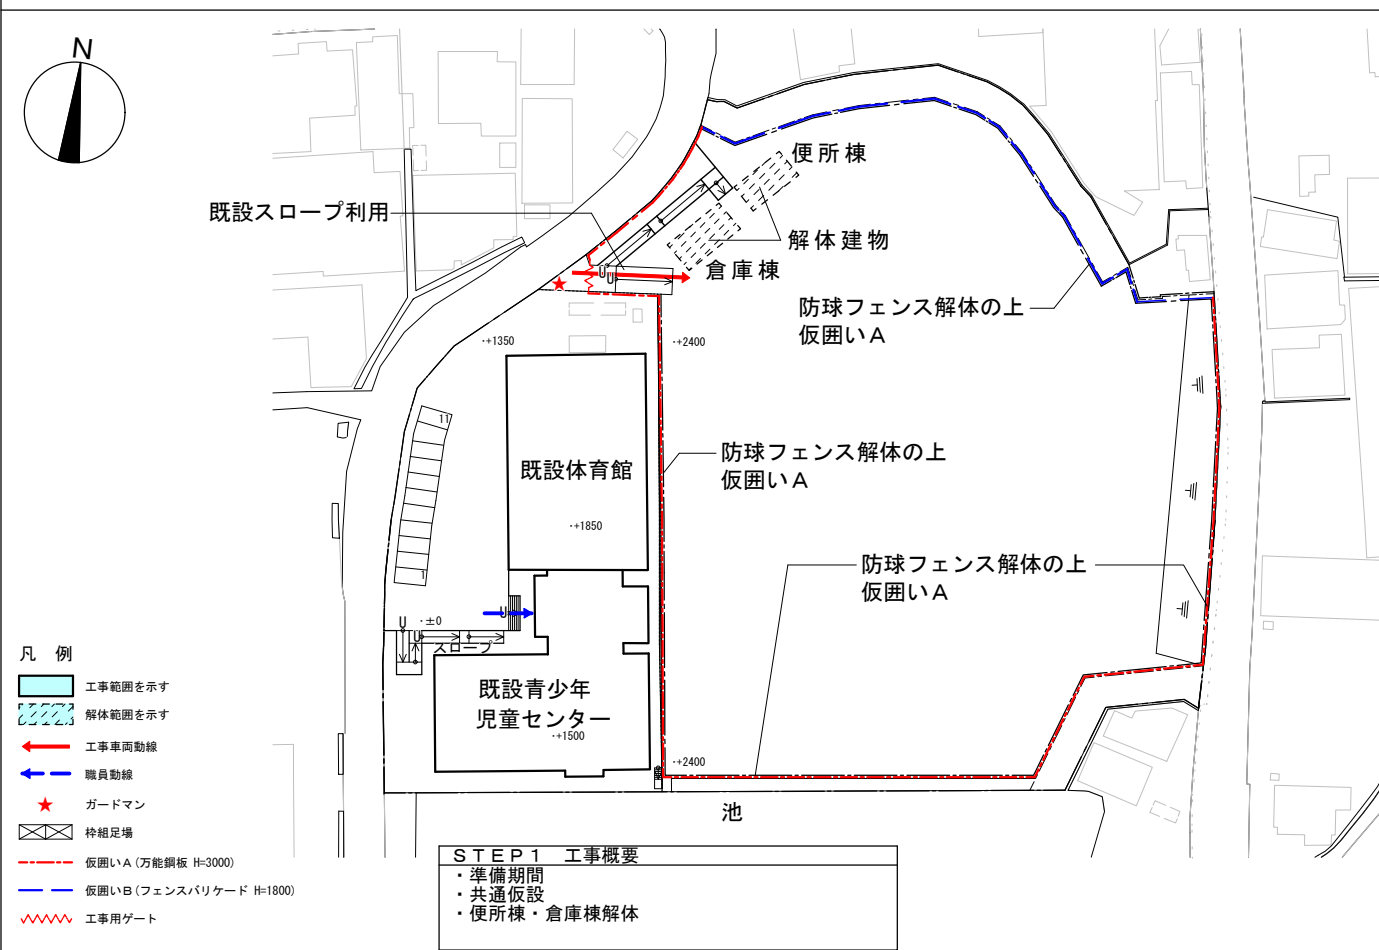 N
便所棟
既設スロープ利用
解体建物
倉庫棟
U
U
防球フェンス解体の上
仮囲いA
・+1350
・+2400
11
防球フェンス解体の上
仮囲いA
既設体育館
・+1850
防球フェンス解体の上
仮囲いA
1
U
U
・±0
U
スロープ
既設青少年
児童センター
・+1500
・+2400
池
凡 例
工事範囲を示す
解体範囲を示す
工事車両動線
職員動線
ガードマン
枠組足場
仮囲いA(万能鋼板 H=3000)
仮囲いB(フェンスバリケード H=1800)
工事用ゲート
STEP1 工事概要
・準備期間
・共通仮設
・便所棟・倉庫棟解体